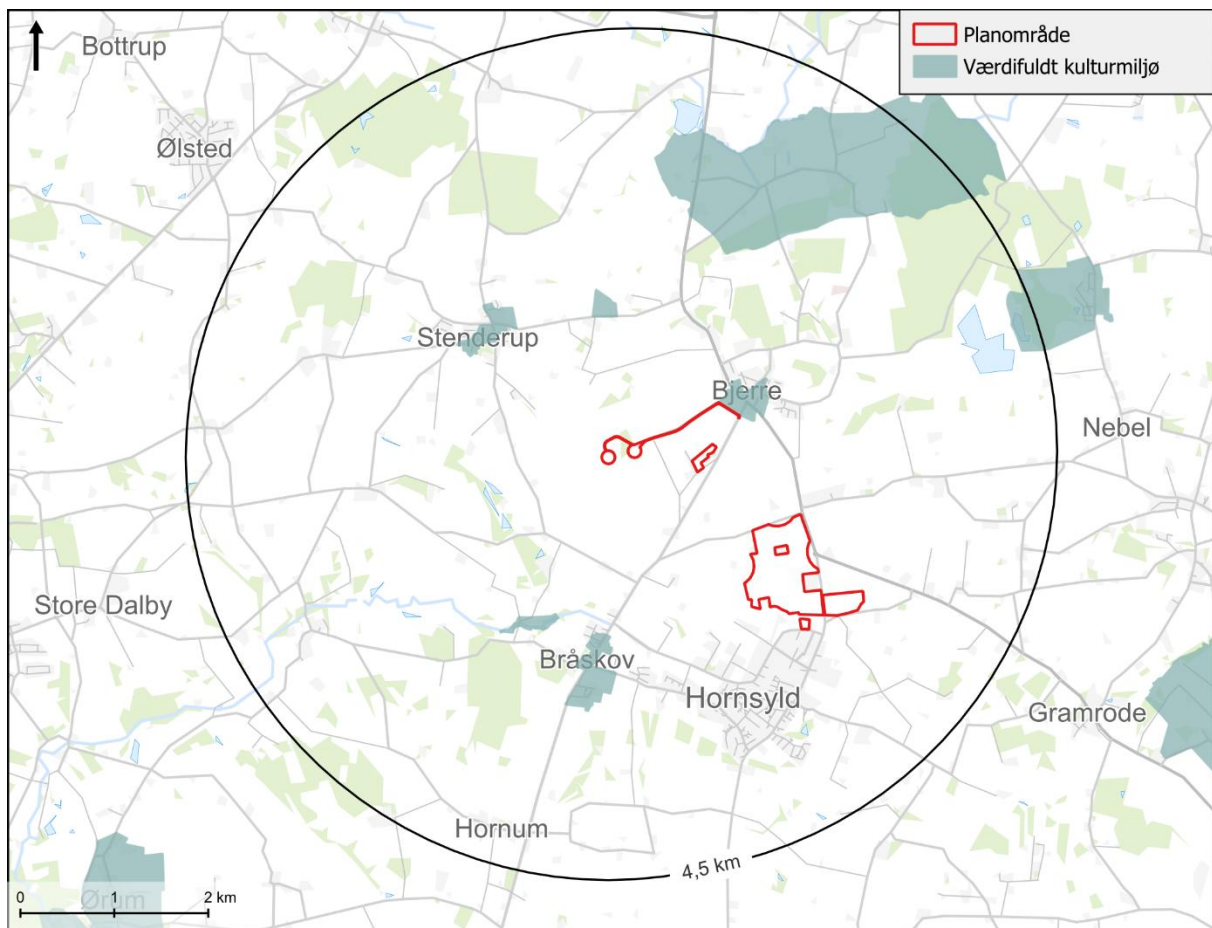 Planområde
Værdifuldt kulturmiljø
Bottrup
Ølsted
Stenderup
Bjerre
Nebel
Store Dalby
Bråskov
Hornsyld
Gramrode
Hornum
4,5 km
Ørum
0 1 2 km